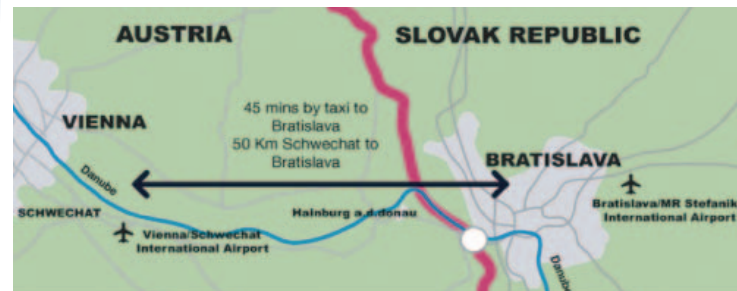 AUSTRIA
SLOVAK REPUBLIC
45 mins by taxi to
Bratislava
50 Km Schwechat to
Bratislava
VIENNA
BRATISLAVA
Danube
Bratislava/MR Stefanik
International Airport
SCHWECHAT
Hainburg a.d.donau
Vienna/Schwechat
International Airport
Danube